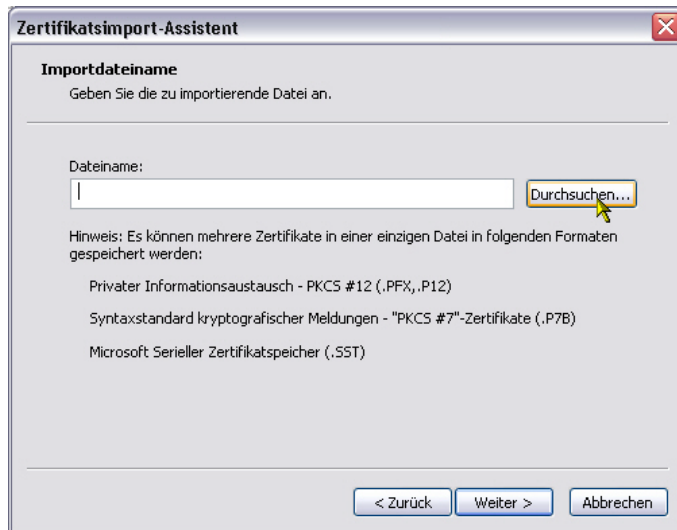 Zertifikatsimport-Assistent
Importdateiname
Geben Sie die zu importierende Datei an.
Dateiname:
Durchsuchen...
Hinweis: Es können mehrere Zertifikate in einer einzigen Datei in folgenden Formaten
gespeichert werden:
Privater Informationsaustausch - PKCS #12 (.PFX,.P12)
Syntaxstandard kryptografischer Meldungen - "PKCS #7"-Zertifikate (.P7B)
Microsoft Serieller Zertifikatspeicher (.SST)
< Zurück
Weiter >
Abbrechen